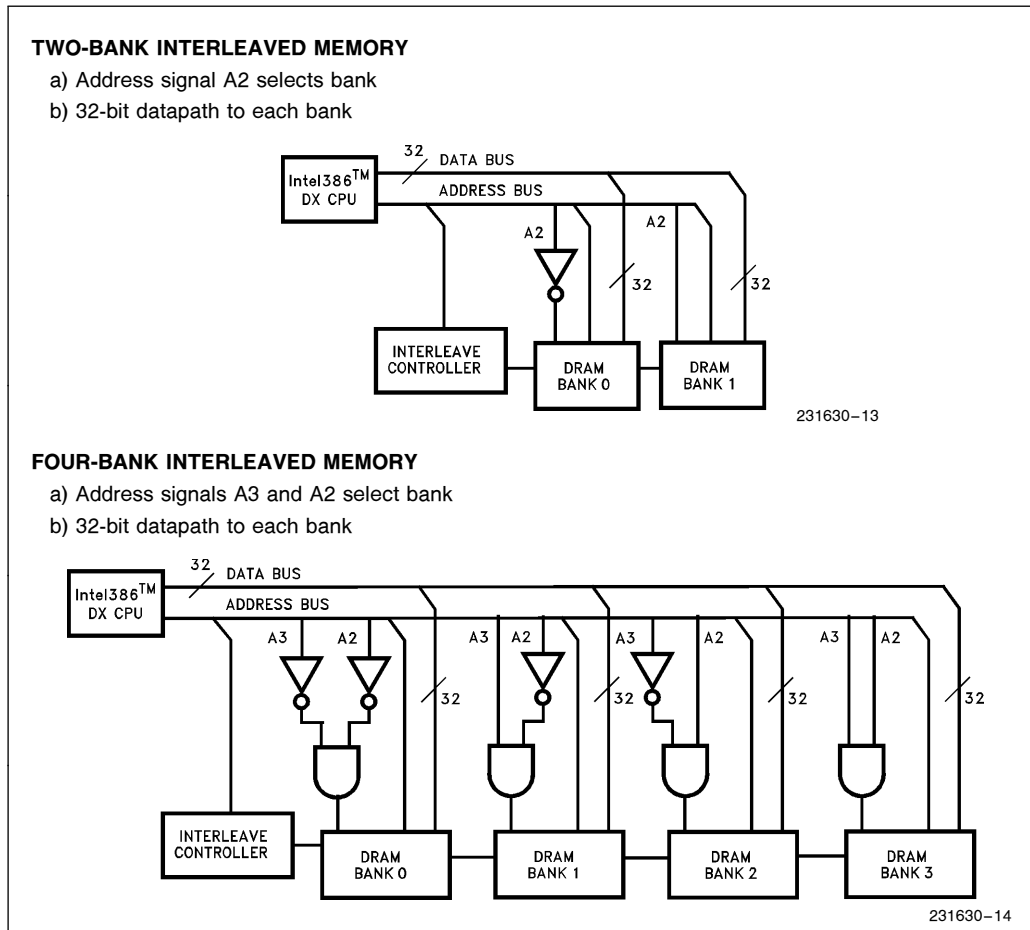 TWO-BANK INTERLEAVED MEMORY
a) Address signal A2 selects bank
b) 32-bit datapath to each bank
32
DATA BUS
Intel386™
DX CPU
ADDRESS BUS
A2
A2
32
32
INTERLEAVE
CONTROLLER
DRAM
BANK 0
DRAM
BANK 1
231630–13
FOUR-BANK INTERLEAVED MEMORY
a) Address signals A3 and A2 select bank
b) 32-bit datapath to each bank
32
DATA BUS
Intel386™
DX CPU
ADDRESS BUS
A3
A2
A3
A2
A3
A2
A3
A2
32
32
32
32
INTERLEAVE
CONTROLLER
DRAM
BANK 0
DRAM
BANK 1
DRAM
BANK 2
DRAM
BANK 3
231630–14